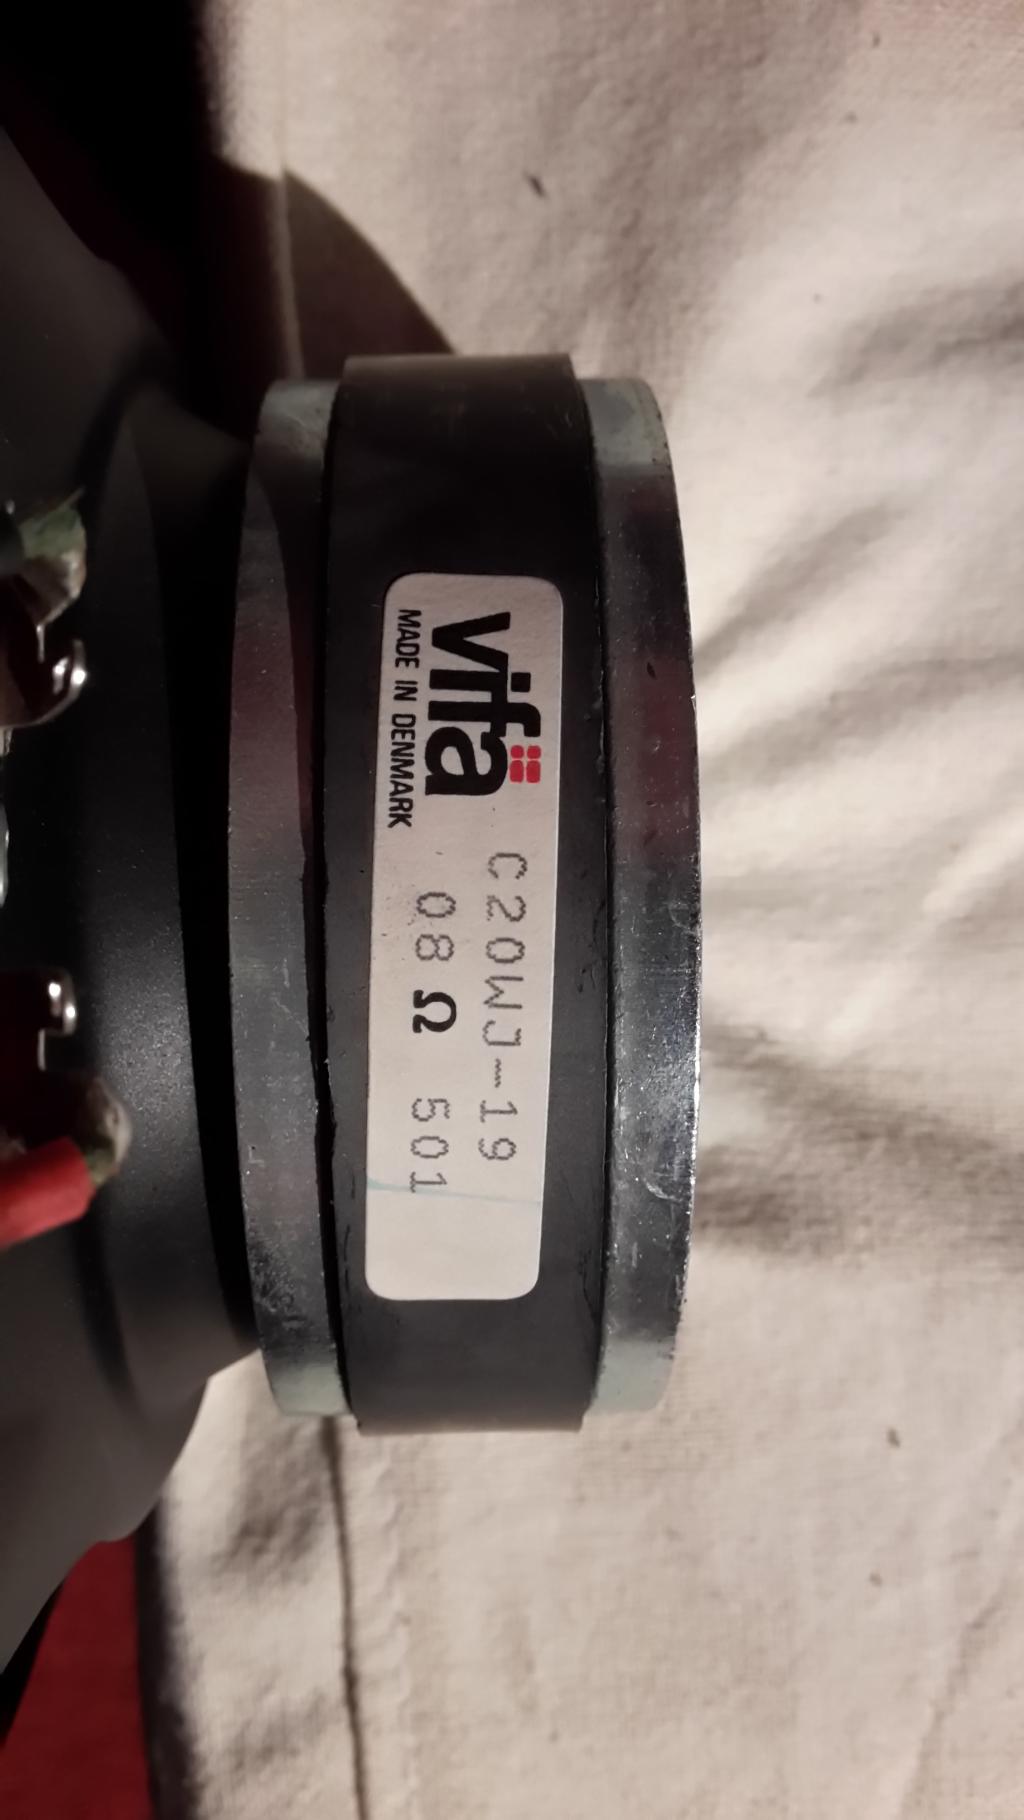 vifa
MADE IN DENMARK
C20WJ-19
08 Ω 501